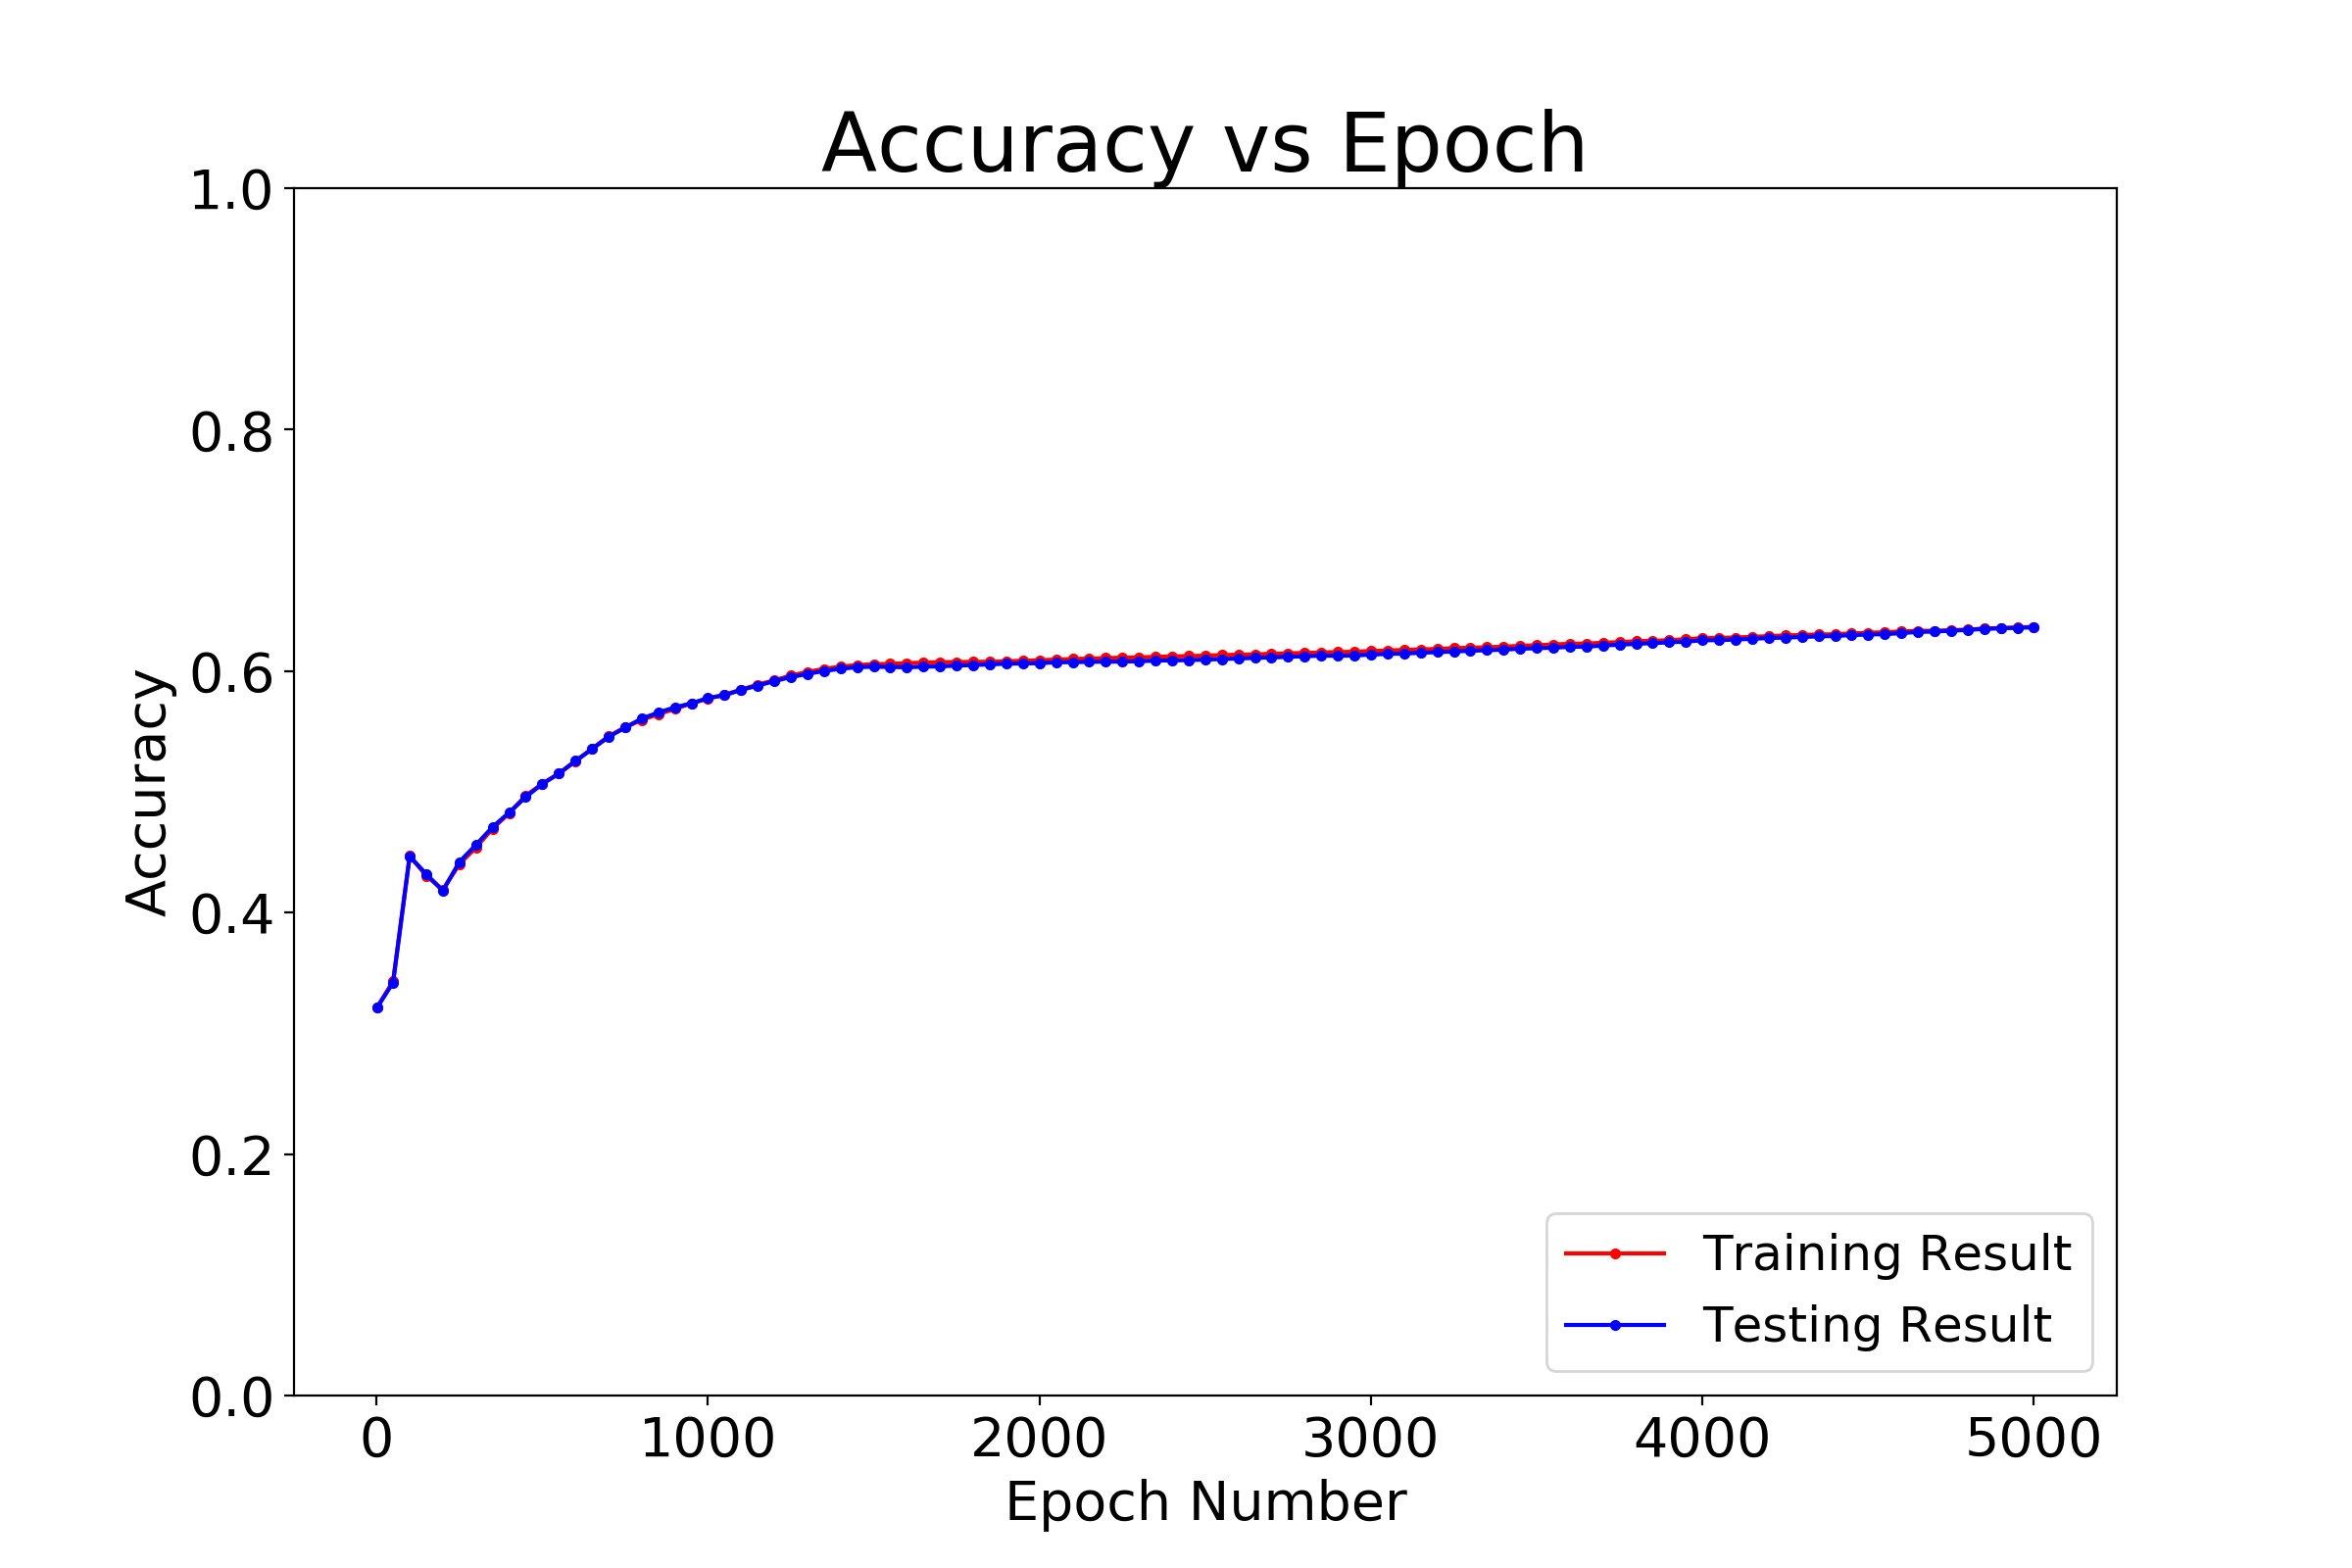 Accuracy vs Epoch
1.0
0.8
0.6
0.4
0.2
0.0
Accuracy
0 1000 2000 3000 4000 5000
Epoch Number
Training Result
Testing Result